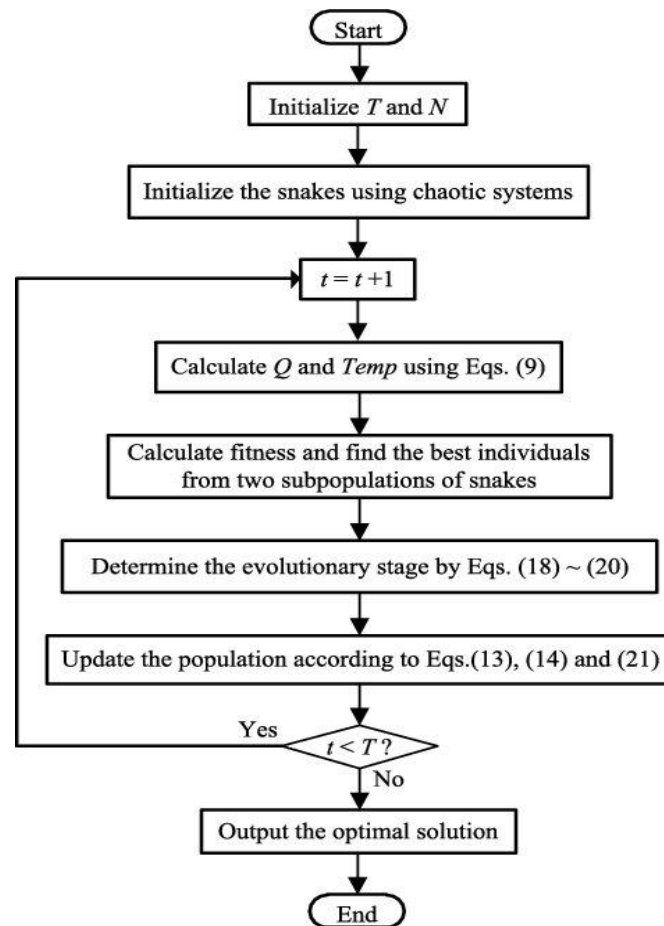 Start
Initialize T and N
Initialize the snakes using chaotic systems
t = t +1
Calculate Q and Temp using Eqs. (9)
Calculate fitness and find the best individuals
from two subpopulations of snakes
Determine the evolutionary stage by Eqs. (18) ~ (20)
Update the population according to Eqs.(13), (14) and (21)
Yes
t < T ?
No
Output the optimal solution
End